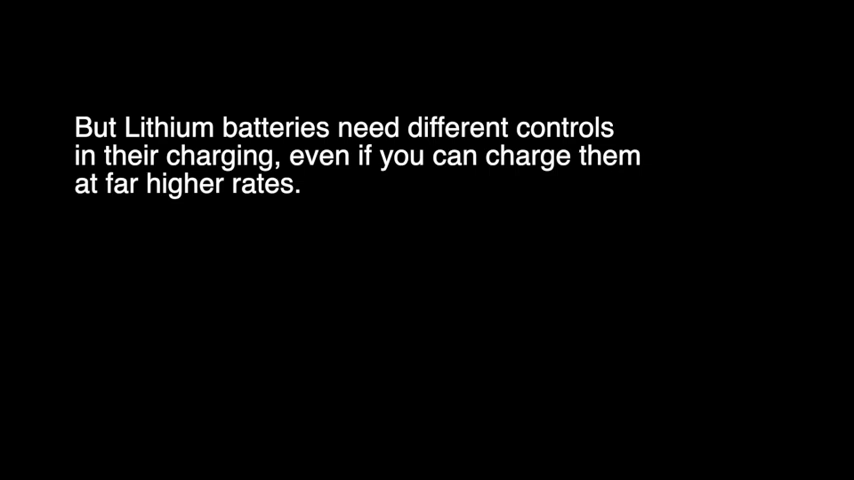 But Lithium batteries need different controls
in their charging, even if you can charge them
at far higher rates.